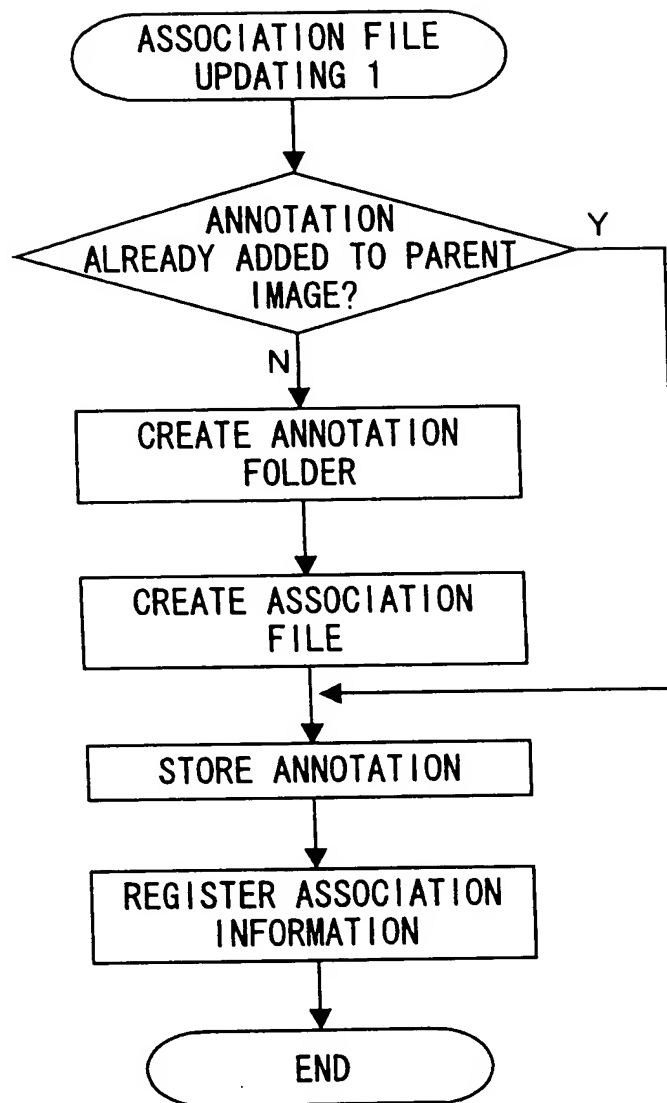 ASSOCIATION FILE
UPDATING 1
ANNOTATION
ALREADY ADDED TO PARENT
IMAGE?
Y
N
CREATE ANNOTATION
FOLDER
CREATE ASSOCIATION
FILE
STORE ANNOTATION
REGISTER ASSOCIATION
INFORMATION
END